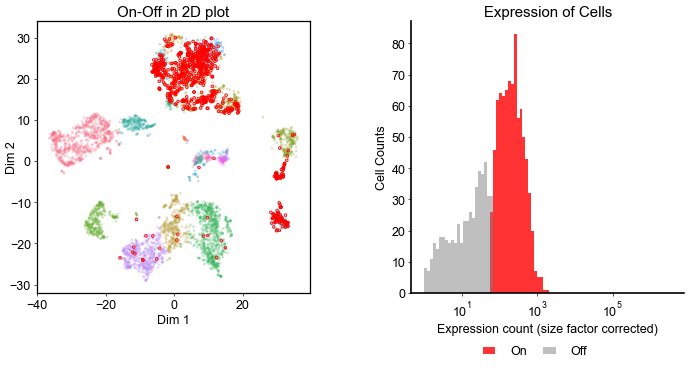 On-Off in 2D plot
30
20
10
0
−10
−20
−30
−40
−20
0
20
Dim 2
Dim 1
Expression of Cells
80
70
60
50
40
30
20
10
0
10^1
10^3
10^5
Cell Counts
Expression count (size factor corrected)
On
Off